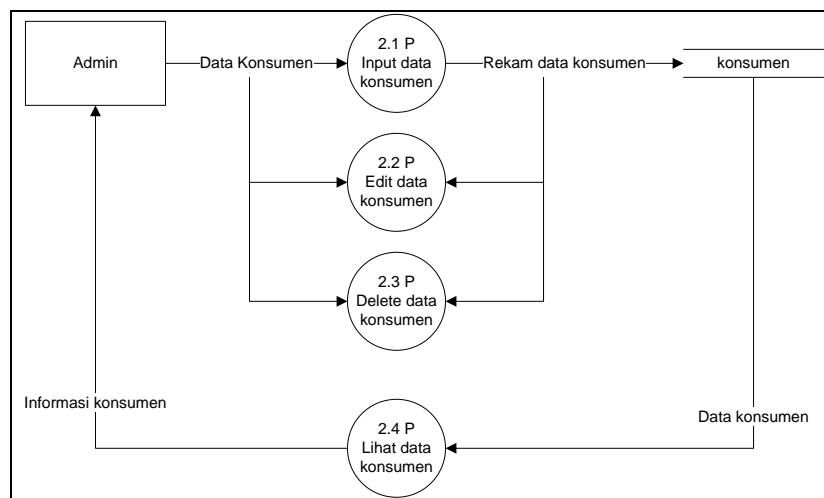 Admin
Data Konsumen
2.1 P
Input data
konsumen
Rekam data konsumen
konsumen
2.2 P
Edit data
konsumen
2.3 P
Delete data
konsumen
Informasi konsumen
2.4 P
Lihat data
konsumen
Data konsumen